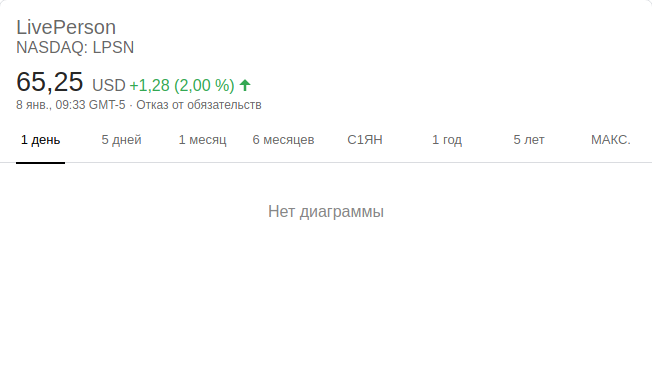 LivePerson
NASDAQ: LPSN
65,25 USD +1,28 (2,00 %)
8 янв., 09:33 GMT-5 · Отказ от обязательств
1 день 5 дней 1 месяц 6 месяцев С1ЯН 1 год 5 лет МАКС.
Нет диаграммы